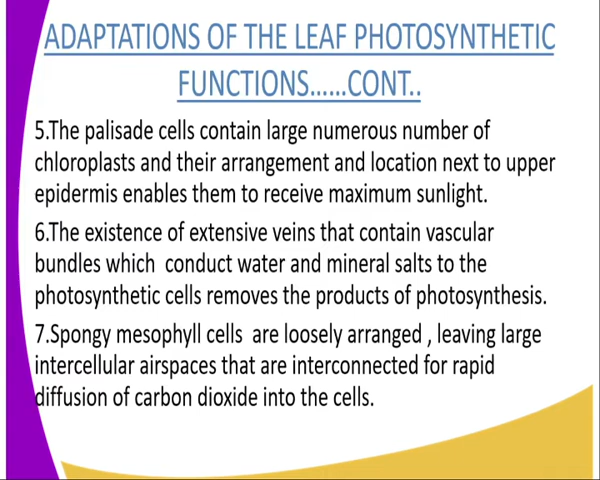 ADAPTATIONS OF THE LEAF PHOTOSYNTHETIC
FUNCTIONS......CONT..
5.The palisade cells contain large numerous number of
chloroplasts and their arrangement and location next to upper
epidermis enables them to receive maximum sunlight.
6.The existence of extensive veins that contain vascular
bundles which conduct water and mineral salts to the
photosynthetic cells removes the products of photosynthesis.
7.Spongy mesophyll cells are loosely arranged , leaving large
intercellular airspaces that are interconnected for rapid
diffusion of carbon dioxide into the cells.